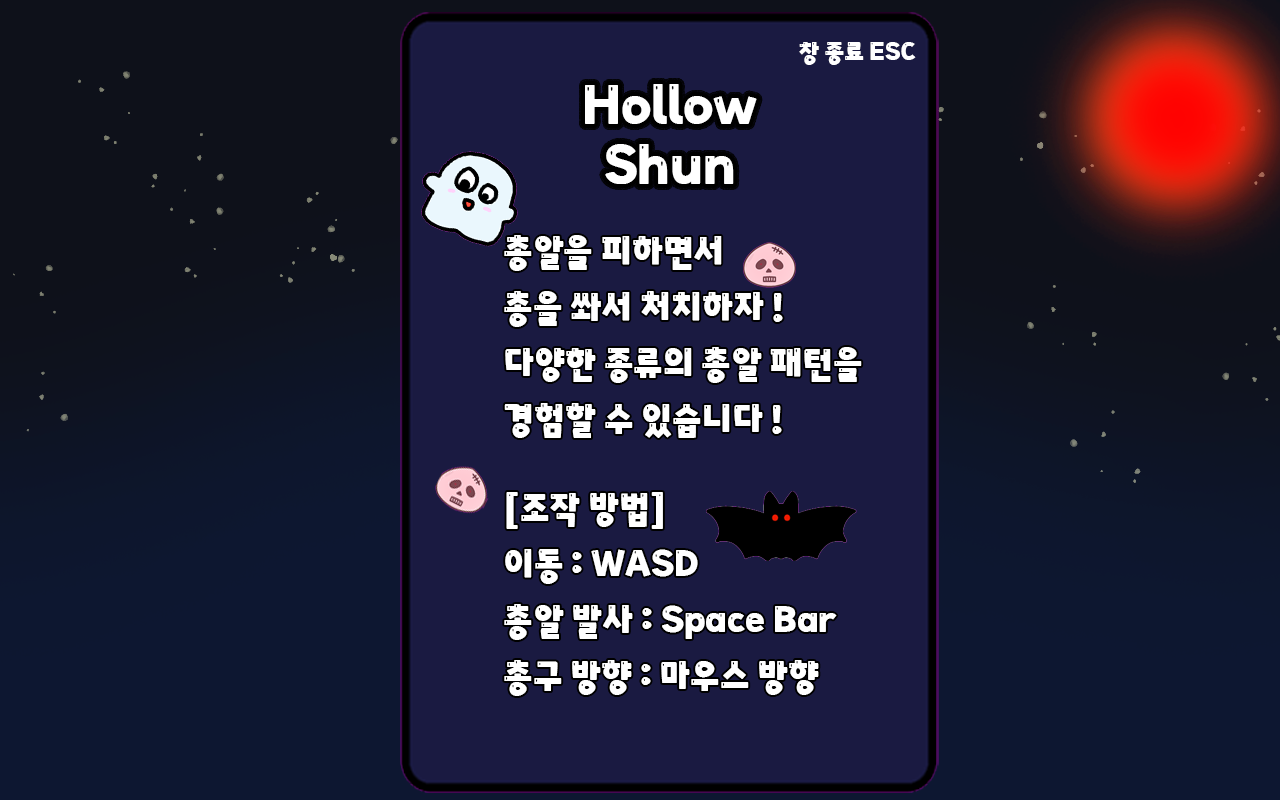 창 종료 ESC
Hollow
Shun
총알을 피하면서
총을 쏴서 처치하자 !
다양한 종류의 총알 패턴을
경험할 수 있습니다 !
[조작 방법]
이동 : WASD
총알 발사 : Space Bar
총구 방향 : 마우스 방향